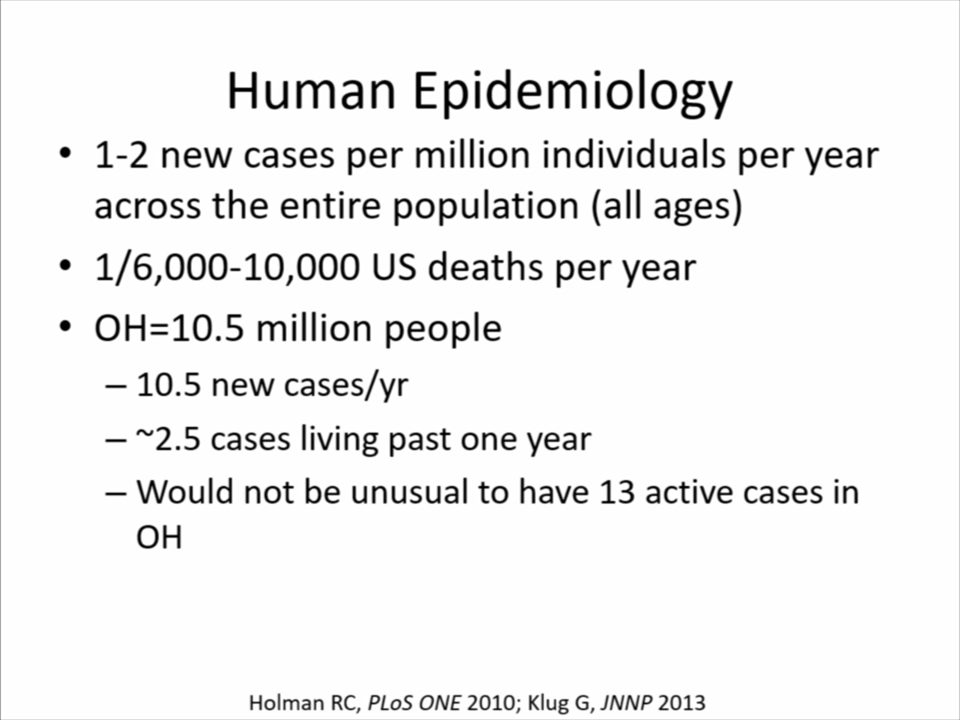 Human Epidemiology
• 1-2 new cases per million individuals per year
across the entire population (all ages)
• 1/6,000-10,000 US deaths per year
• OH=10.5 million people
– 10.5 new cases/yr
– ~2.5 cases living past one year
– Would not be unusual to have 13 active cases in
OH
Holman RC, PLoS ONE 2010; Klug G, JNNP 2013